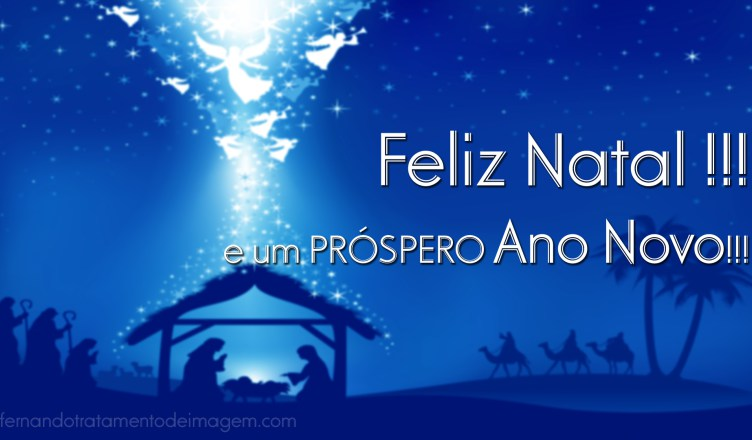 Feliz Natal !!!
e um PRÓSPERO Ano Novo!!!
fernandotratamentodeimagem.com